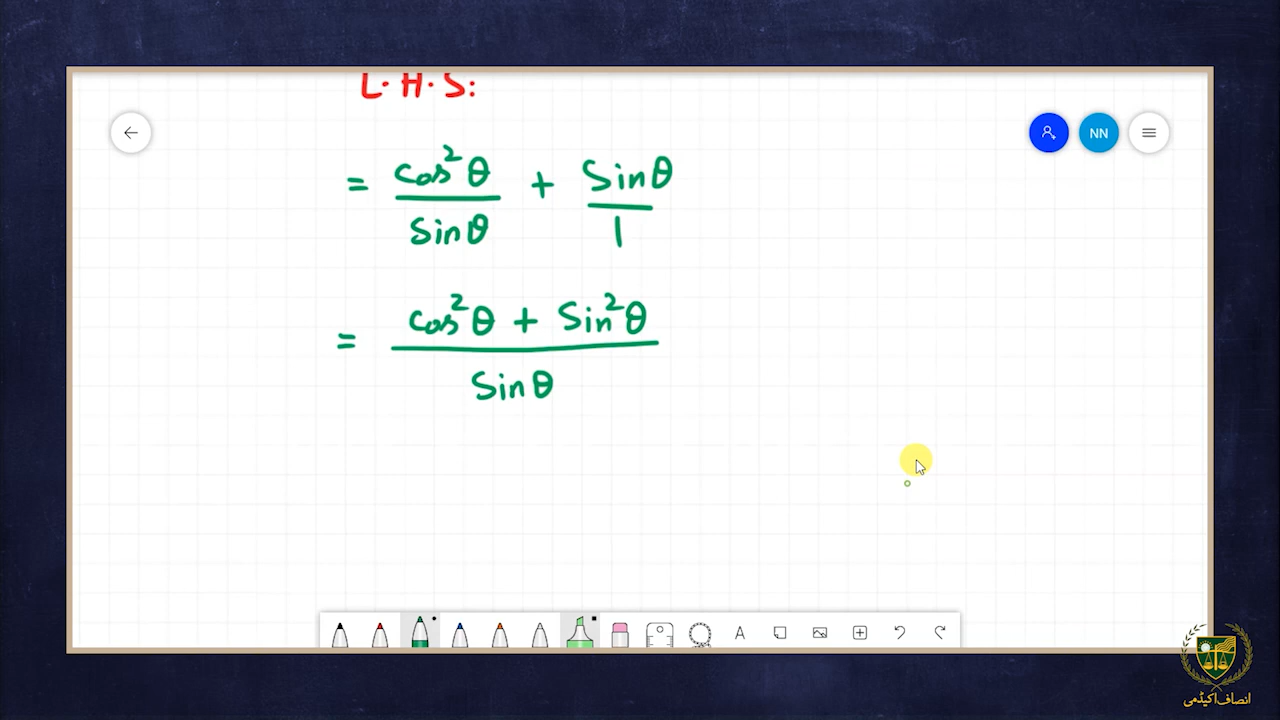 L.H.S:
NN
= cos²θ / Sinθ + Sinθ / 1
= cos²θ + Sin²θ / Sinθ
A
انصاف اکیڈمی